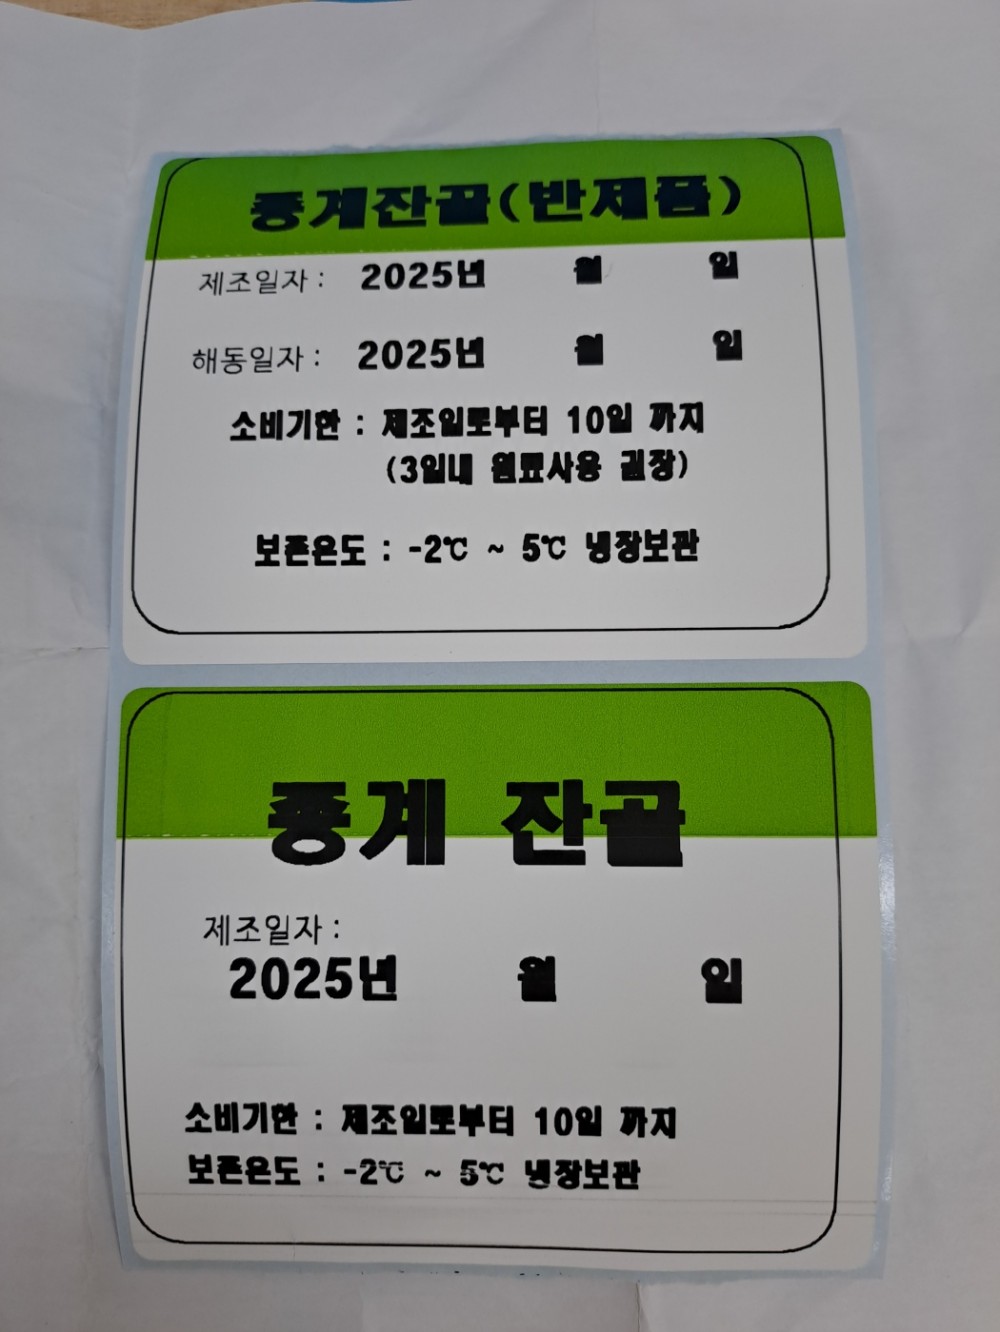 중계잔골(반제품)
제조일자 : 2025년 월 일
해동일자 : 2025년 월 일
소비기한 : 제조일로부터 10일 까지
(3일내 원료사용 권장)
보존온도 : -2℃ ~ 5℃ 냉장보관
중계 잔골
제조일자 :
2025년 월 일
소비기한 : 제조일로부터 10일 까지
보존온도 : -2℃ ~ 5℃ 냉장보관